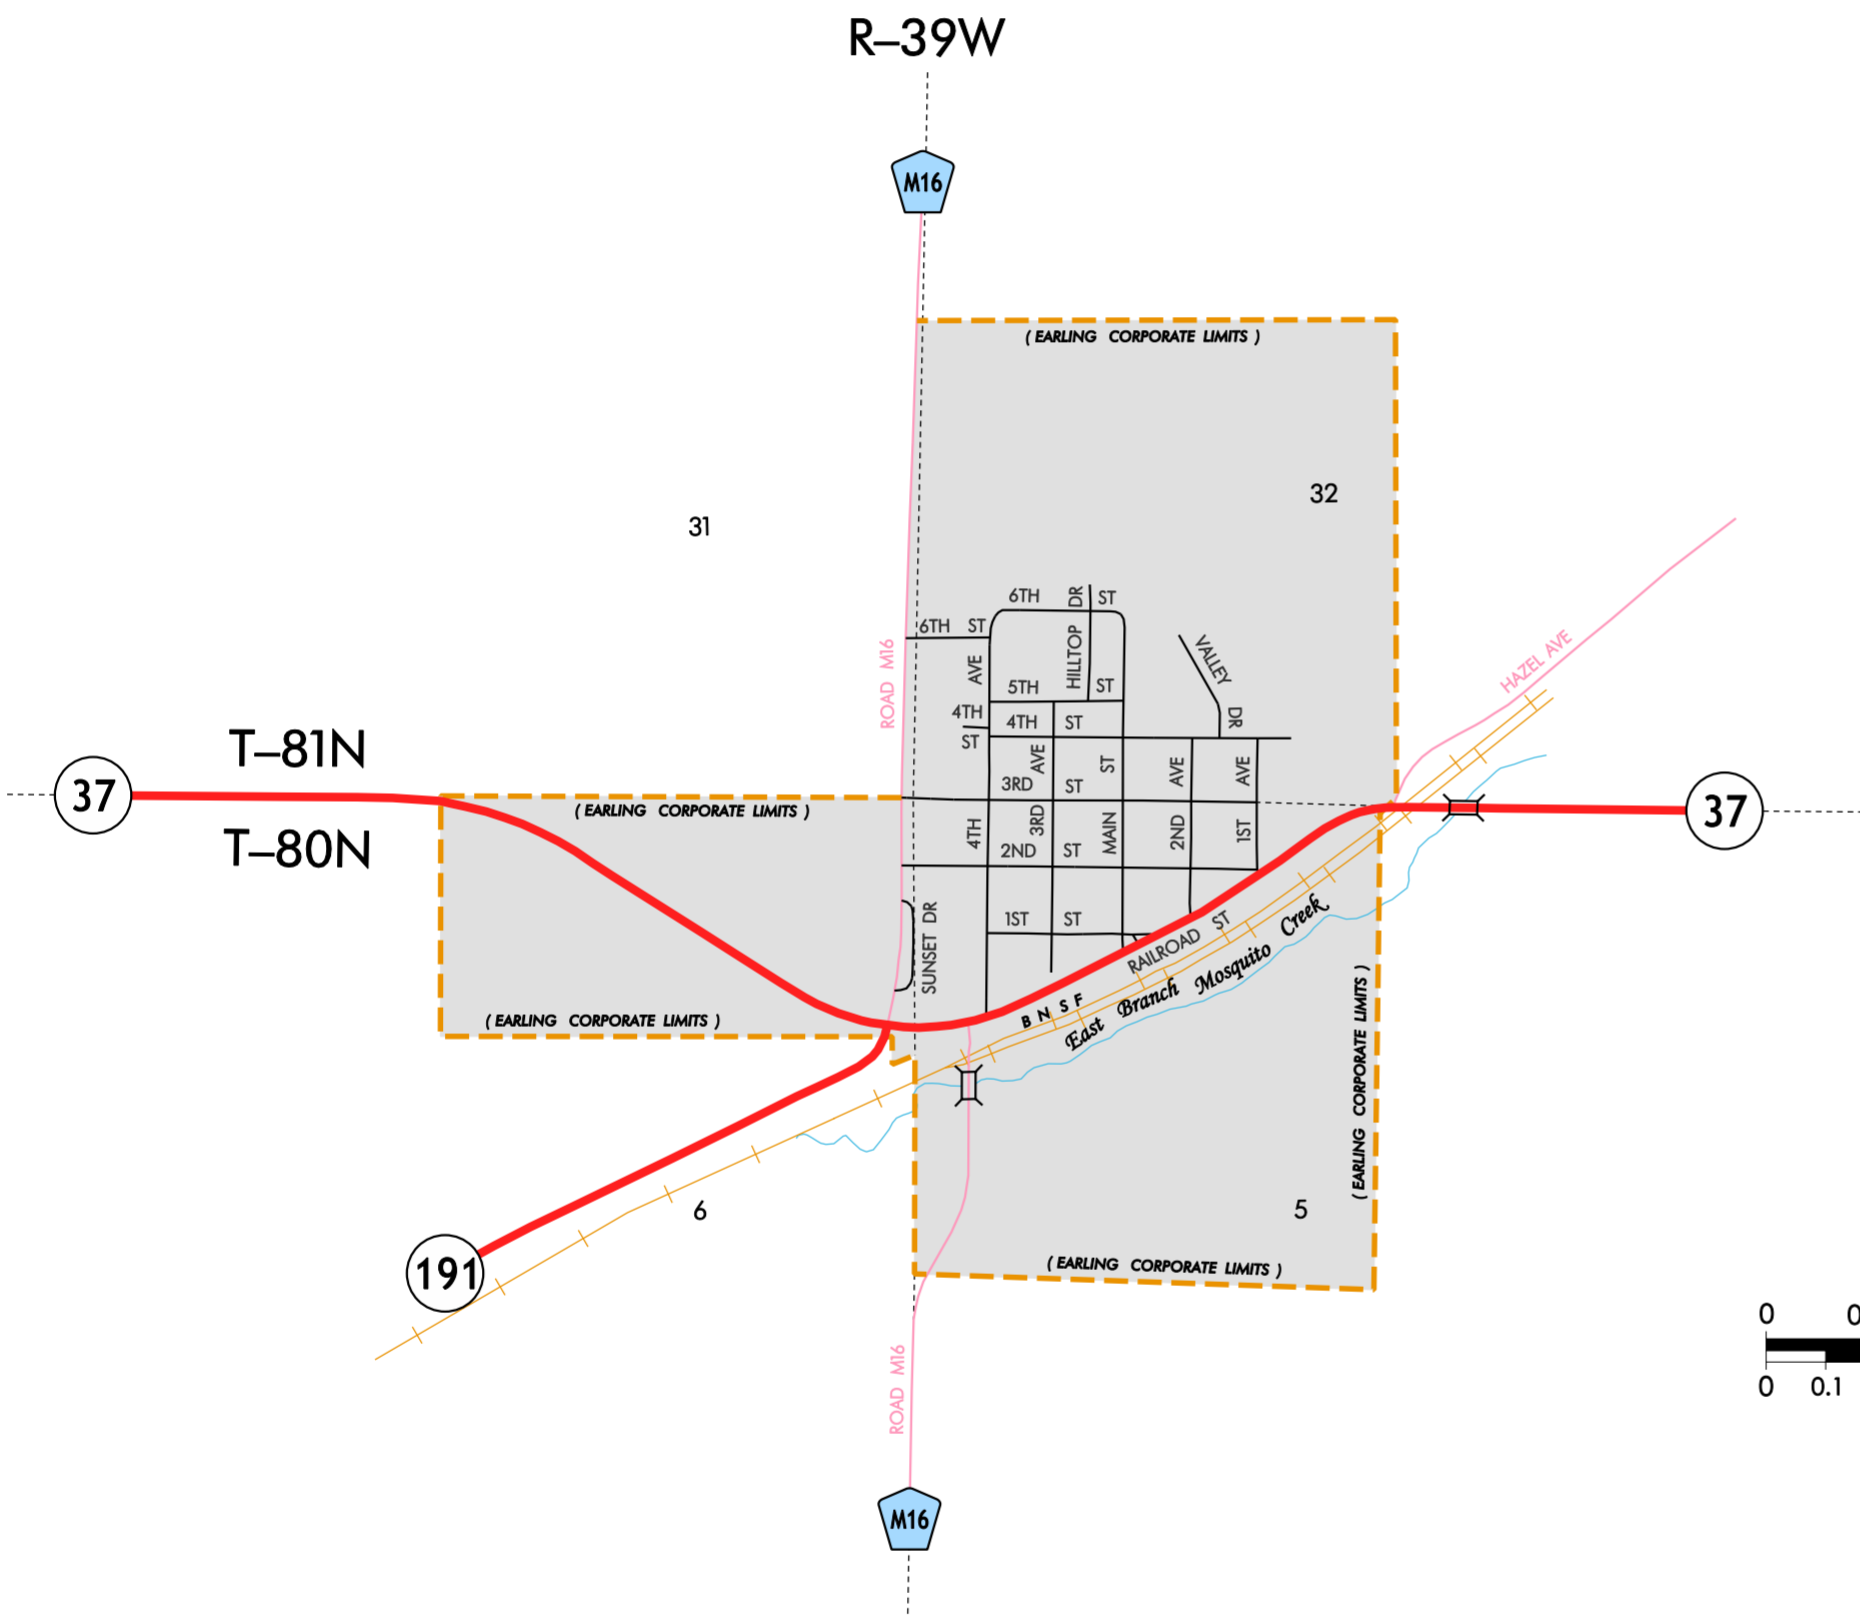 R–39W
M16
( EARLING CORPORATE LIMITS )
32
31
6TH ST
6TH ST
HILLTOP DR
VALLEY DR
HAZEL AVE
ROAD M16
AVE
5TH ST
4TH ST
4TH ST
T–81N
37
AVE
ST
AVE
AVE
3RD ST
( EARLING CORPORATE LIMITS )
37
T–80N
4TH
3RD
MAIN
2ND
1ST
2ND ST
SUNSET DR
1ST ST
RAILROAD ST
BNSF
East Branch Mosquito Creek
( EARLING CORPORATE LIMITS )
( EARLING CORPORATE LIMITS )
6
5
191
( EARLING CORPORATE LIMITS )
0 0
0 0.1
ROAD M16
M16